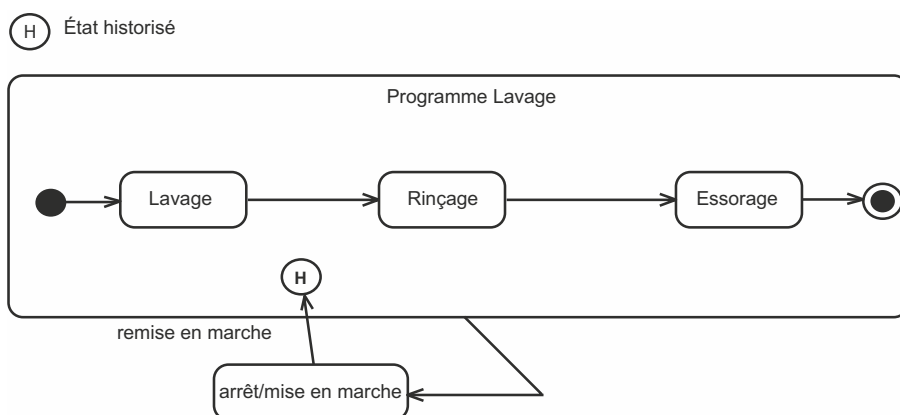 H État historisé
Programme Lavage
Lavage Rinçage Essorage
H
remise en marche
arrêt/mise en marche